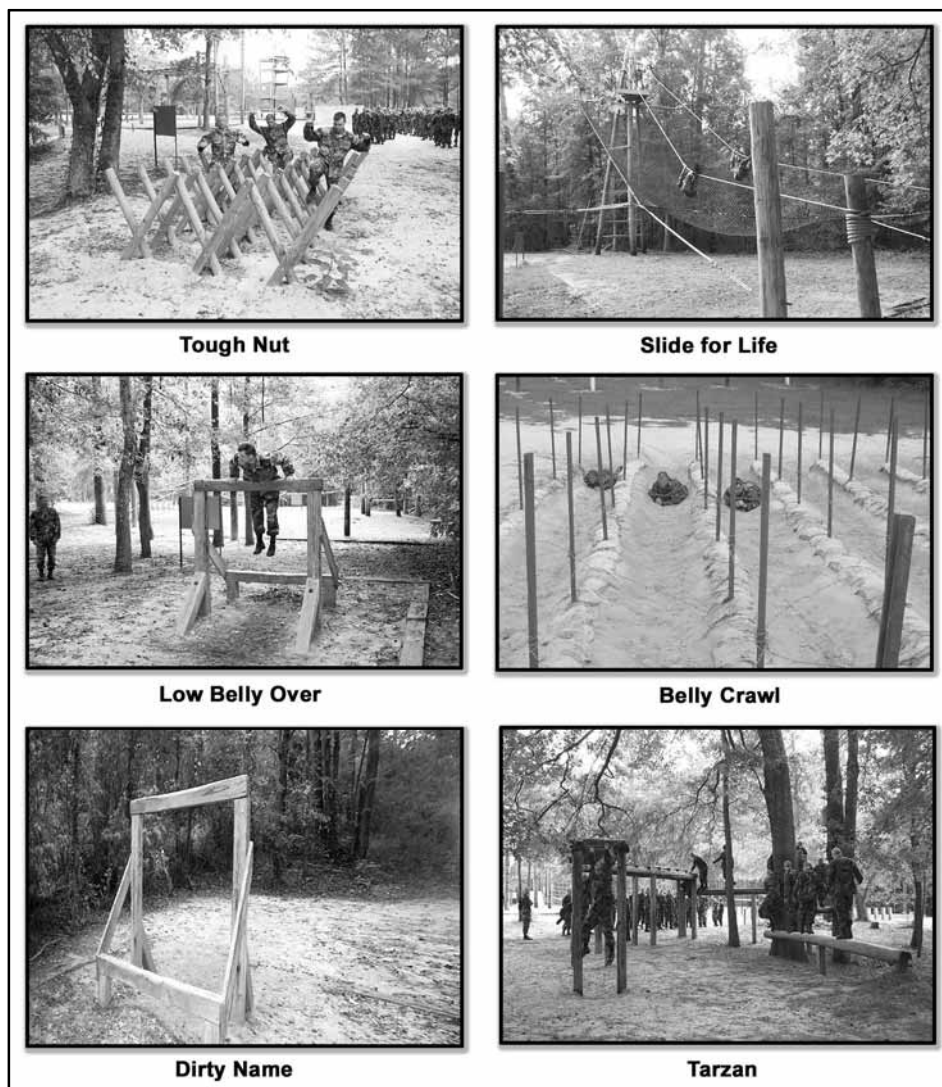 Tough Nut
Slide for Life
Low Belly Over
Belly Crawl
Dirty Name
Tarzan